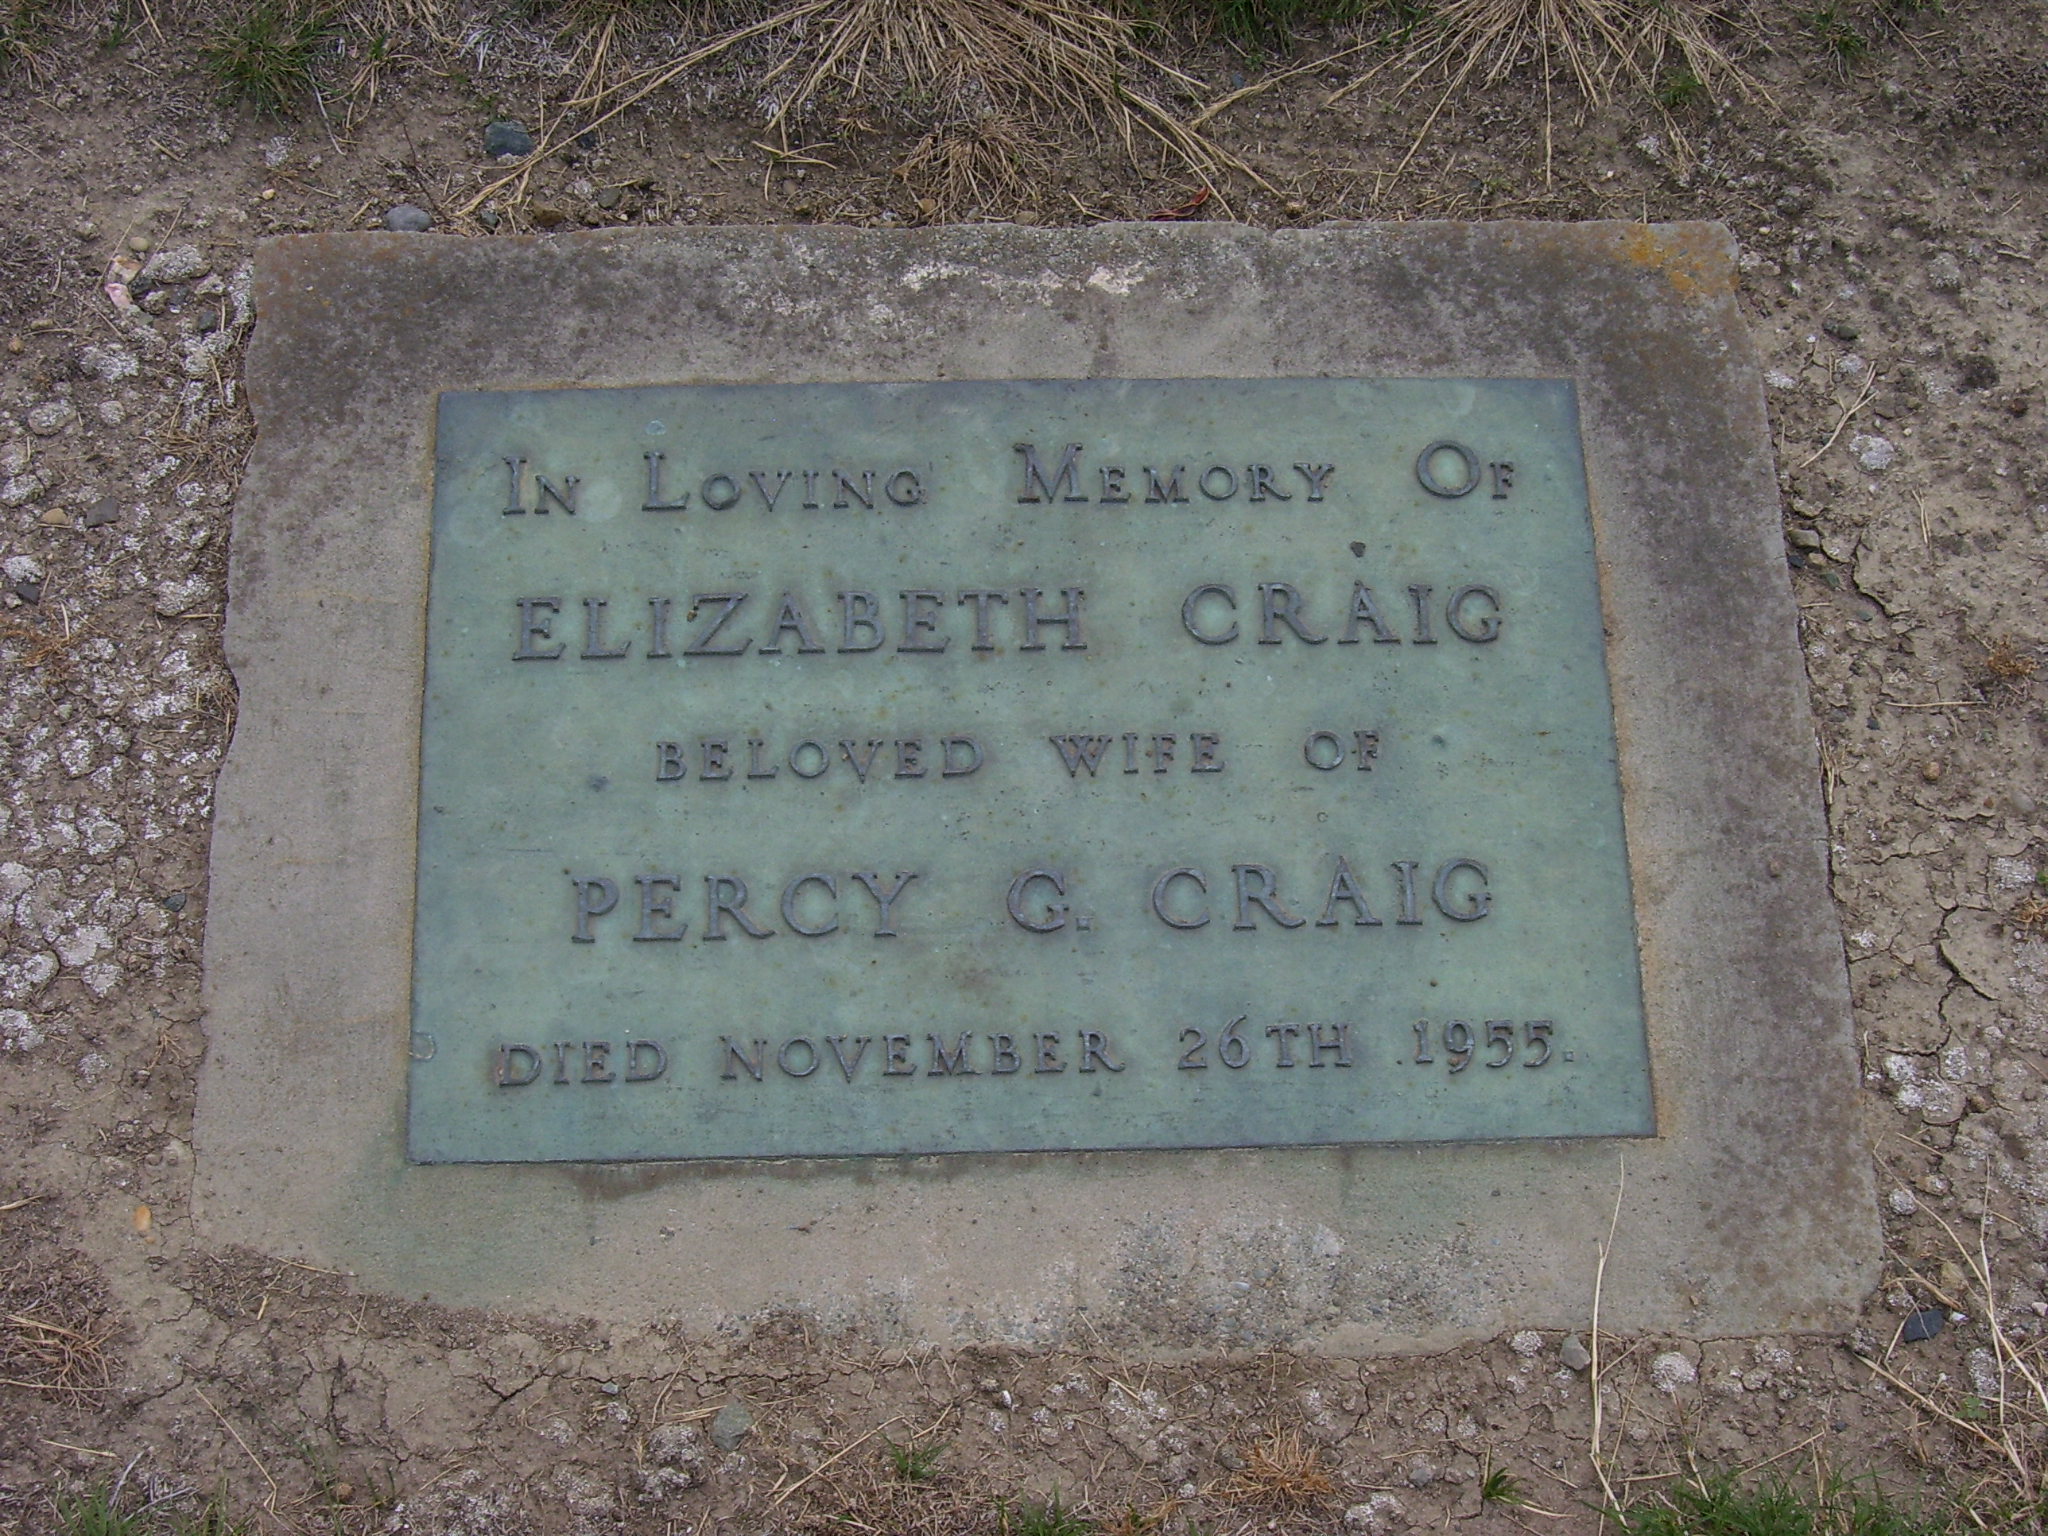 In Loving Memory Of
ELIZABETH CRAIG
BELOVED WIFE OF
PERCY G. CRAIG
DIED NOVEMBER 26TH 1955.